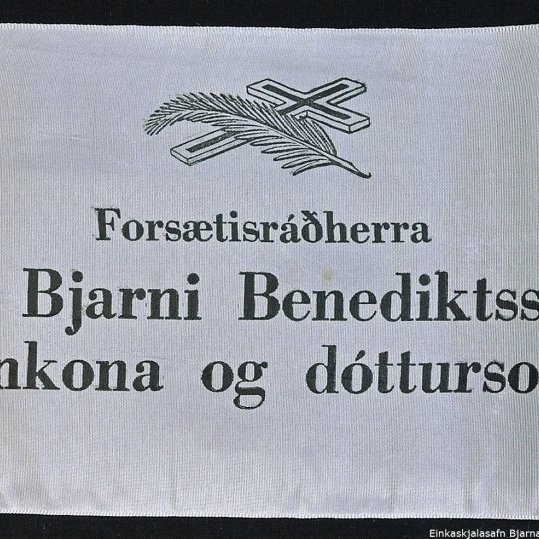 Forsætisráðherra
Bjarni Benediktss
nkona og dótturso
Einkaskjalasafn Bjarna